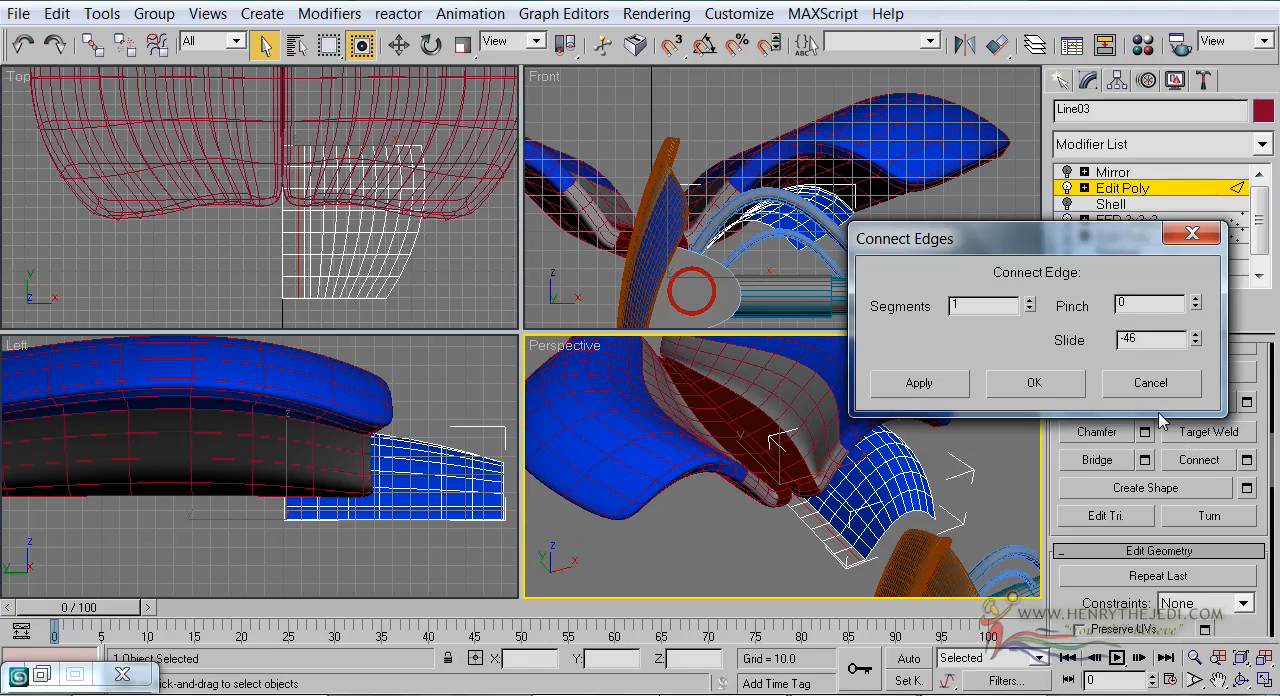 File Edit Tools Group Views Create Modifiers reactor Animation Graph Editors Rendering Customize MAXScript Help
All View 3 ABC View
Top
Front
Left
Perspective
Line03
Modifier List
Mirror
Edit Poly
Shell
Connect Edges
Connect Edge:
Segments 1 Pinch 0
Slide -46
Apply OK Cancel
Chamfer Target Weld
Bridge Connect
Create Shape
Edit Tri. Turn
Edit Geometry
Repeat Last
Constraints: None
Preserve UVs
WWW.HENRYTHEJEDI.COM
< 0 / 100 >
0 5 10 15 20 25 30 35 40 45 50 55 60 65 70 75 80 85 90 95 100
1 Object Selected X: Y: Z: Grid = 10.0 Auto Selected
ick-and-drag to select objects Add Time Tag Set K. Filters... 0